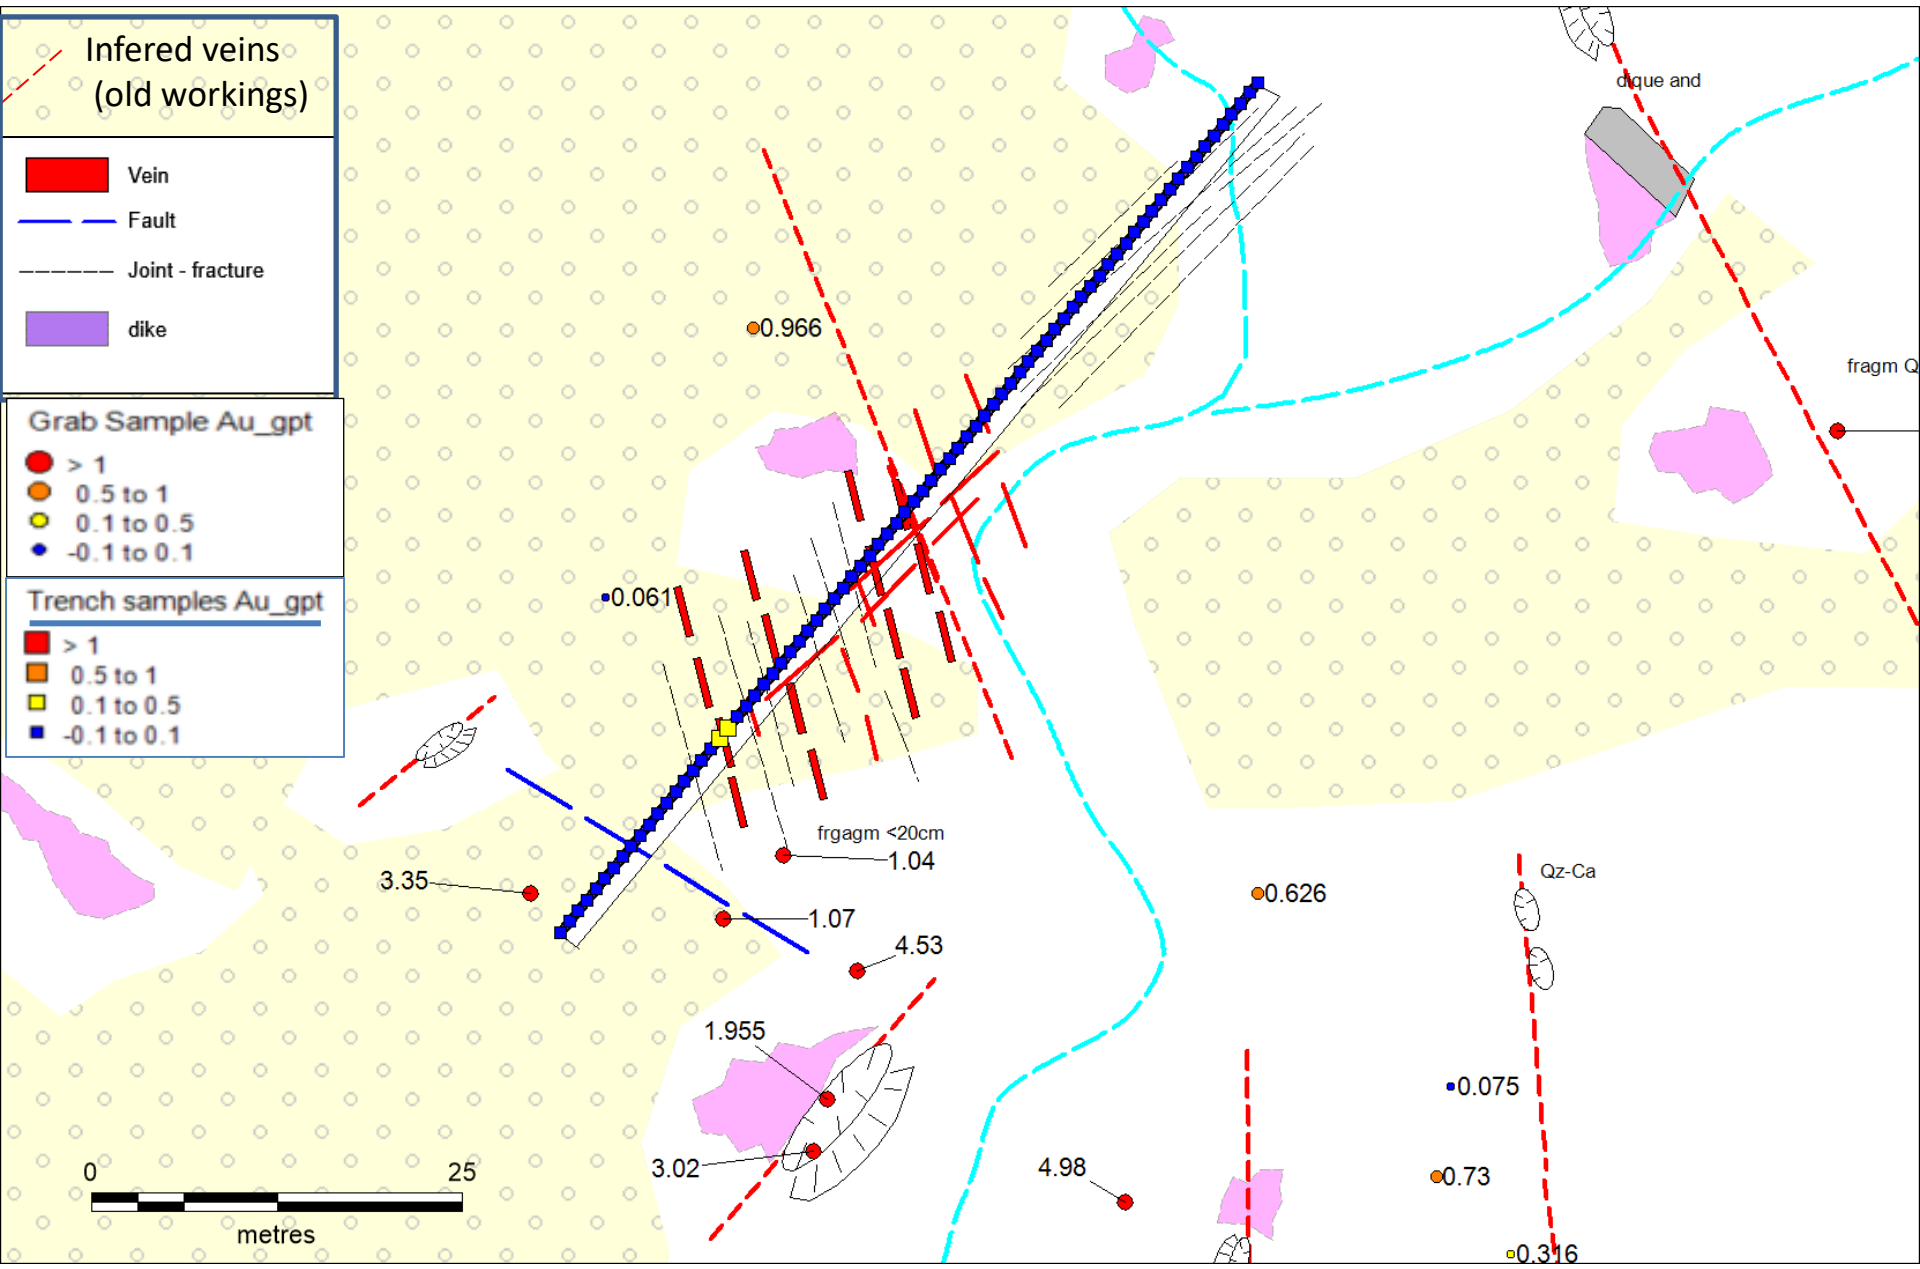 Infered veins
(old workings)
Vein
Fault
Joint - fracture
dike
Grab Sample Au_gpt
> 1
0.5 to 1
0.1 to 0.5
-0.1 to 0.1
Trench samples Au_gpt
> 1
0.5 to 1
0.1 to 0.5
-0.1 to 0.1
dique and
0.966
fragm Q
0.061
frgagm <20cm
1.04
3.35
Qz-Ca
0.626
1.07
4.53
1.955
0.075
3.02
4.98
0.73
0.316
0 25
metres